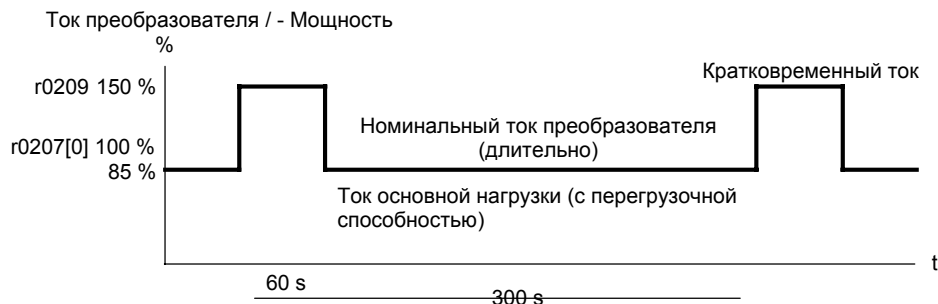 Ток преобразователя / - Мощность
%
r0209 150 %
Кратковременный ток
r0207[0] 100 %
Номинальный ток преобразователя
(длительно)
85 %
Ток основной нагрузки (с перегрузочной
способностью)
t
60 s
300 s